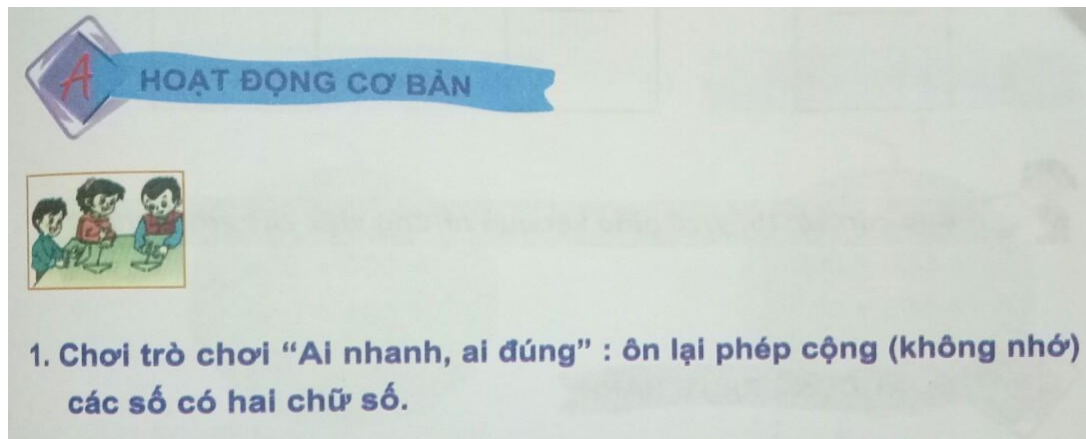 A
HOẠT ĐỘNG CƠ BẢN
1. Chơi trò chơi “Ai nhanh, ai đúng” : ôn lại phép cộng (không nhớ)
các số có hai chữ số.